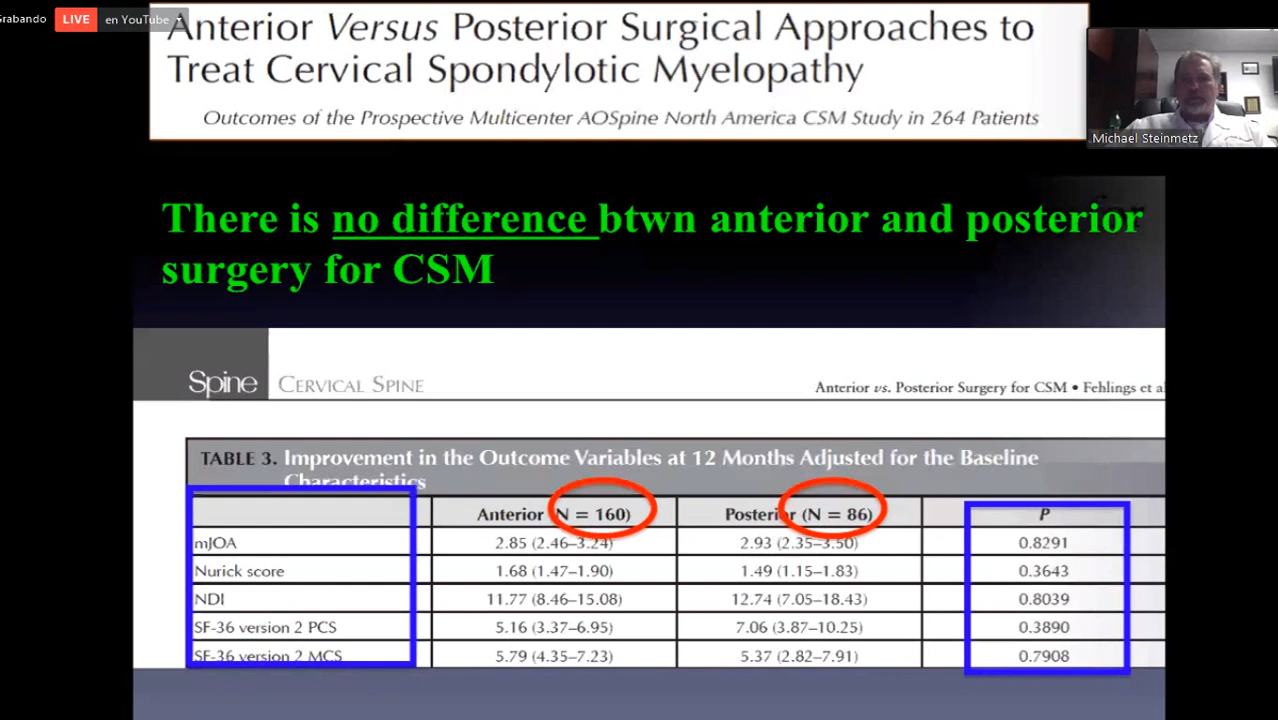 Grabando
LIVE en YouTube
Anterior Versus Posterior Surgical Approaches to
Treat Cervical Spondylotic Myelopathy
Outcomes of the Prospective Multicenter AOSpine North America CSM Study in 264 Patients
Michael Steinmetz
There is no difference btwn anterior and posterior
surgery for CSM
Spine CERVICAL SPINE
Anterior vs. Posterior Surgery for CSM • Fehlings et al
TABLE 3. Improvement in the Outcome Variables at 12 Months Adjusted for the Baseline
Characteristics
Anterior (N = 160) Posterior (N = 86) P
mJOA 2.85 (2.46–3.24) 2.93 (2.35–3.50) 0.8291
Nurick score 1.68 (1.47–1.90) 1.49 (1.15–1.83) 0.3643
NDI 11.77 (8.46–15.08) 12.74 (7.05–18.43) 0.8039
SF-36 version 2 PCS 5.16 (3.37–6.95) 7.06 (3.87–10.25) 0.3890
SF-36 version 2 MCS 5.79 (4.35–7.23) 5.37 (2.82–7.91) 0.7908